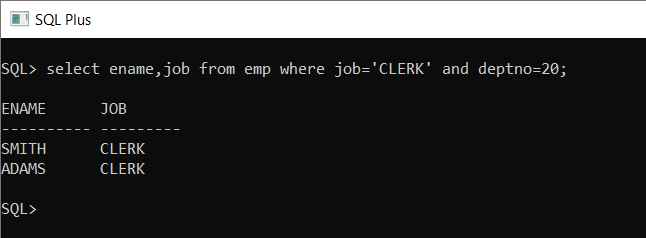 SQL Plus
SQL> select ename,job from emp where job='CLERK' and deptno=20;
ENAME      JOB
---------- ---------
SMITH      CLERK
ADAMS      CLERK
SQL>